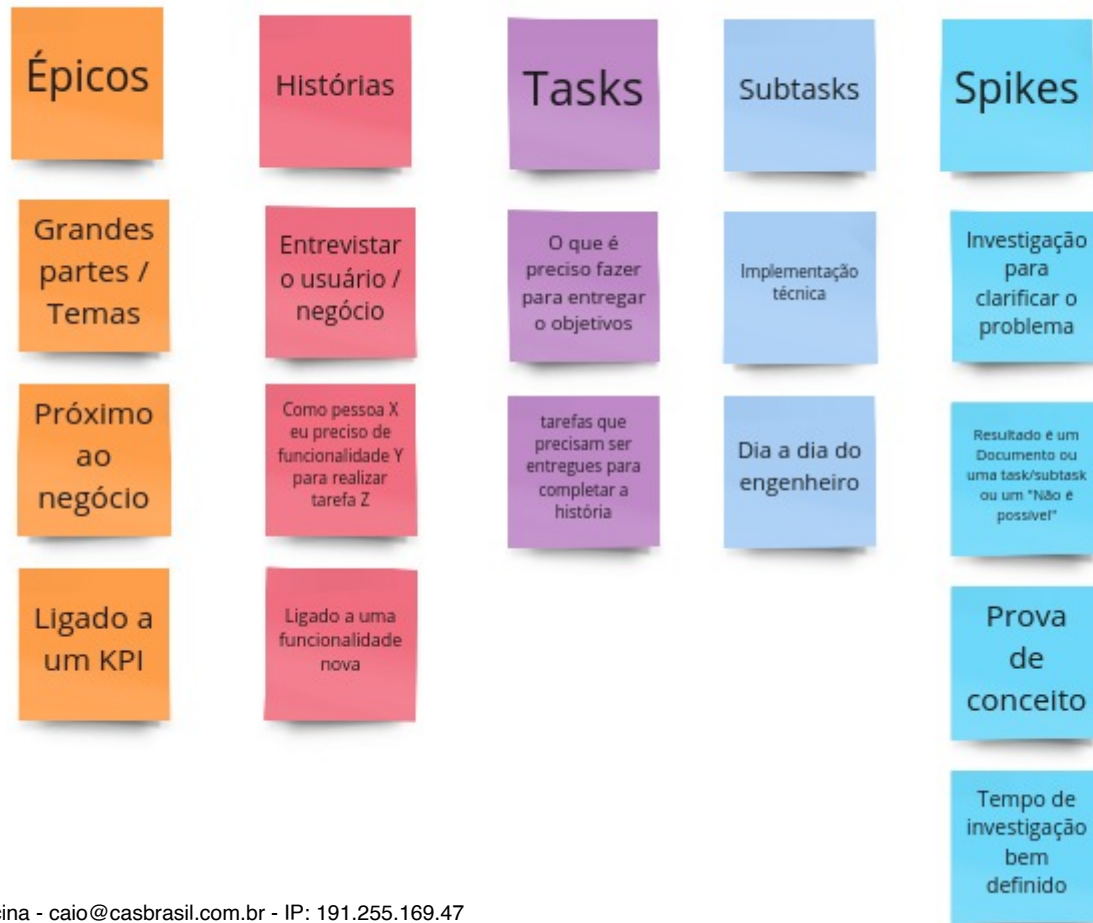 Épicos
Histórias
Tasks
Subtasks
Spikes
Grandes
partes /
Temas
Entrevistar
o usuário /
negócio
O que é
preciso fazer
para entregar
o objetivos
Implementação
técnica
Investigação
para
clarificar o
problema
Próximo
ao
negócio
Como pessoa X
eu preciso de
funcionalidade Y
para realizar
tarefa Z
tarefas que
precisam ser
entregues para
completar a
história
Dia a dia do
engenheiro
Resultado é um
Documento ou
uma task/subtask
ou um "Não é
possível"
Ligado a
um KPI
Ligado a uma
funcionalidade
nova
Prova
de
conceito
Tempo de
investigação
bem
definido
cina - caio@casbrasil.com.br - IP: 191.255.169.47